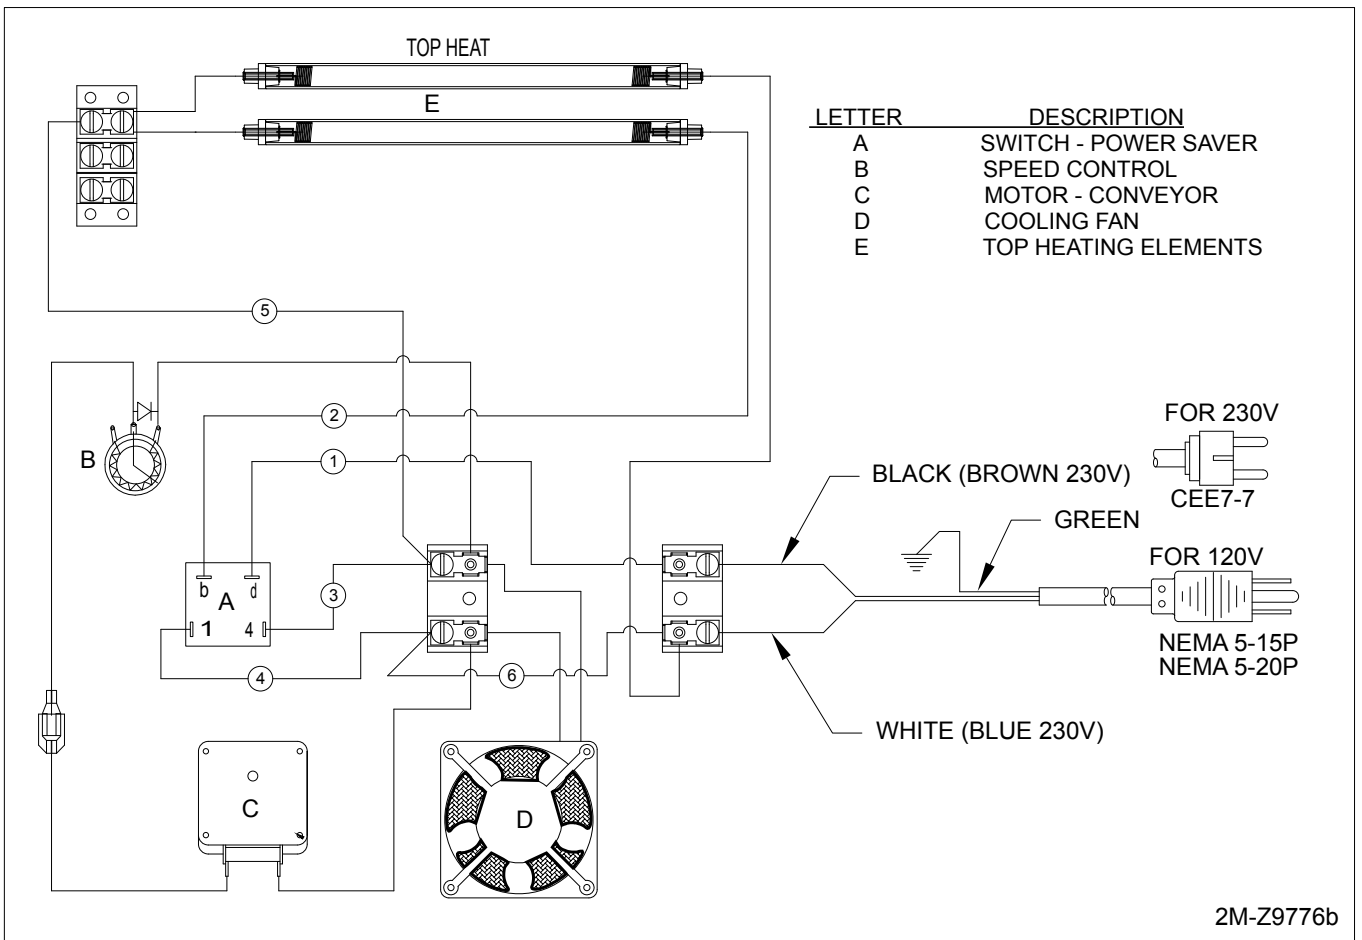 TOP HEAT
E
LETTER DESCRIPTION
A SWITCH - POWER SAVER
B SPEED CONTROL
C MOTOR - CONVEYOR
D COOLING FAN
E TOP HEATING ELEMENTS
5
2
B
1
FOR 230V
CEE7-7
BLACK (BROWN 230V)
GREEN
FOR 120V
NEMA 5-15P
NEMA 5-20P
b d
A
1 4
3
4
6
WHITE (BLUE 230V)
C
D
2M-Z9776b